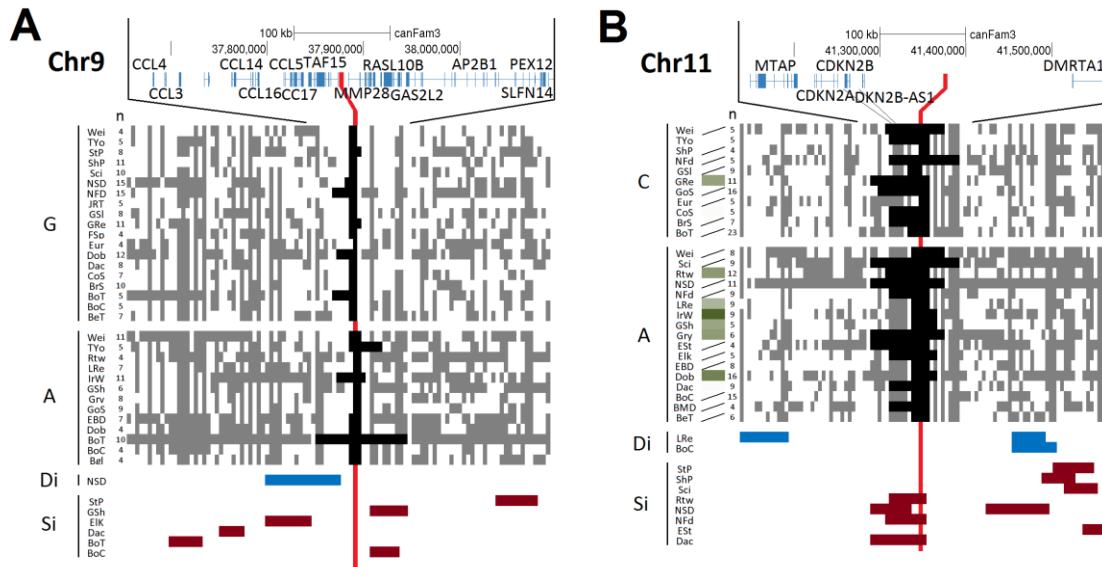 A
Chr9
100 kb
canFam3
37,800,000
37,900,000
38,000,000
CCL4
CCL14
CCL5
TAF15
RASL10B
AP2B1
PEX12
CCL3
CCL16
CC17
MMP28
GAS2L2
SLFN14
n
G
Wei 4
TYo 5
StP 8
ShP 11
Sci 10
NSD 15
NFD 15
JRT 5
GSl 8
GRe 11
FSp 4
Eur 4
Dob 12
Dac 8
CoS 7
BrS 10
BoT 5
BoC 5
BeT 7
A
Wei 11
TYo 5
Rtw 4
LRe 7
IrW 11
GSh 6
Grv 8
GoS 9
EBD 7
Dob 4
BoT 10
BoC 4
Bel 4
Di
NSD
Si
StP
GSh
ElK
Dac
BoT
BoC
B
Chr11
100 kb
canFam3
41,300,000
41,400,000
41,500,000
MTAP
CDKN2B
DMRTA1
CDKN2A
DKN2B-AS1
n
C
Wei 5
TYo 5
ShP 4
NFd 5
GSl 9
GRe 11
GoS 16
Eur 5
CoS 5
BrS 7
BoT 23
A
Wei 8
Sci 9
Rtw 12
NSD 11
NFd 9
LRe 9
IrW 9
GSh 5
Gry 6
ESt 4
Elk 5
EBD 8
Dob 16
Dac 9
BoC 15
BMD 4
BeT 6
Di
LRe
BoC
Si
StP
ShP
Sci
Rtw
NSD
NFd
ESt
Dac